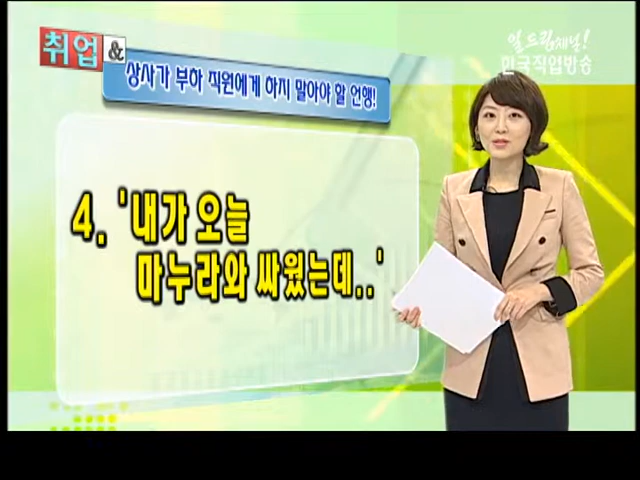 취업 &
상사가 부하 직원에게 하지 말아야 할 언행!
일 드림채널!
한국직업방송
4. '내가 오늘
마누라와 싸웠는데..'